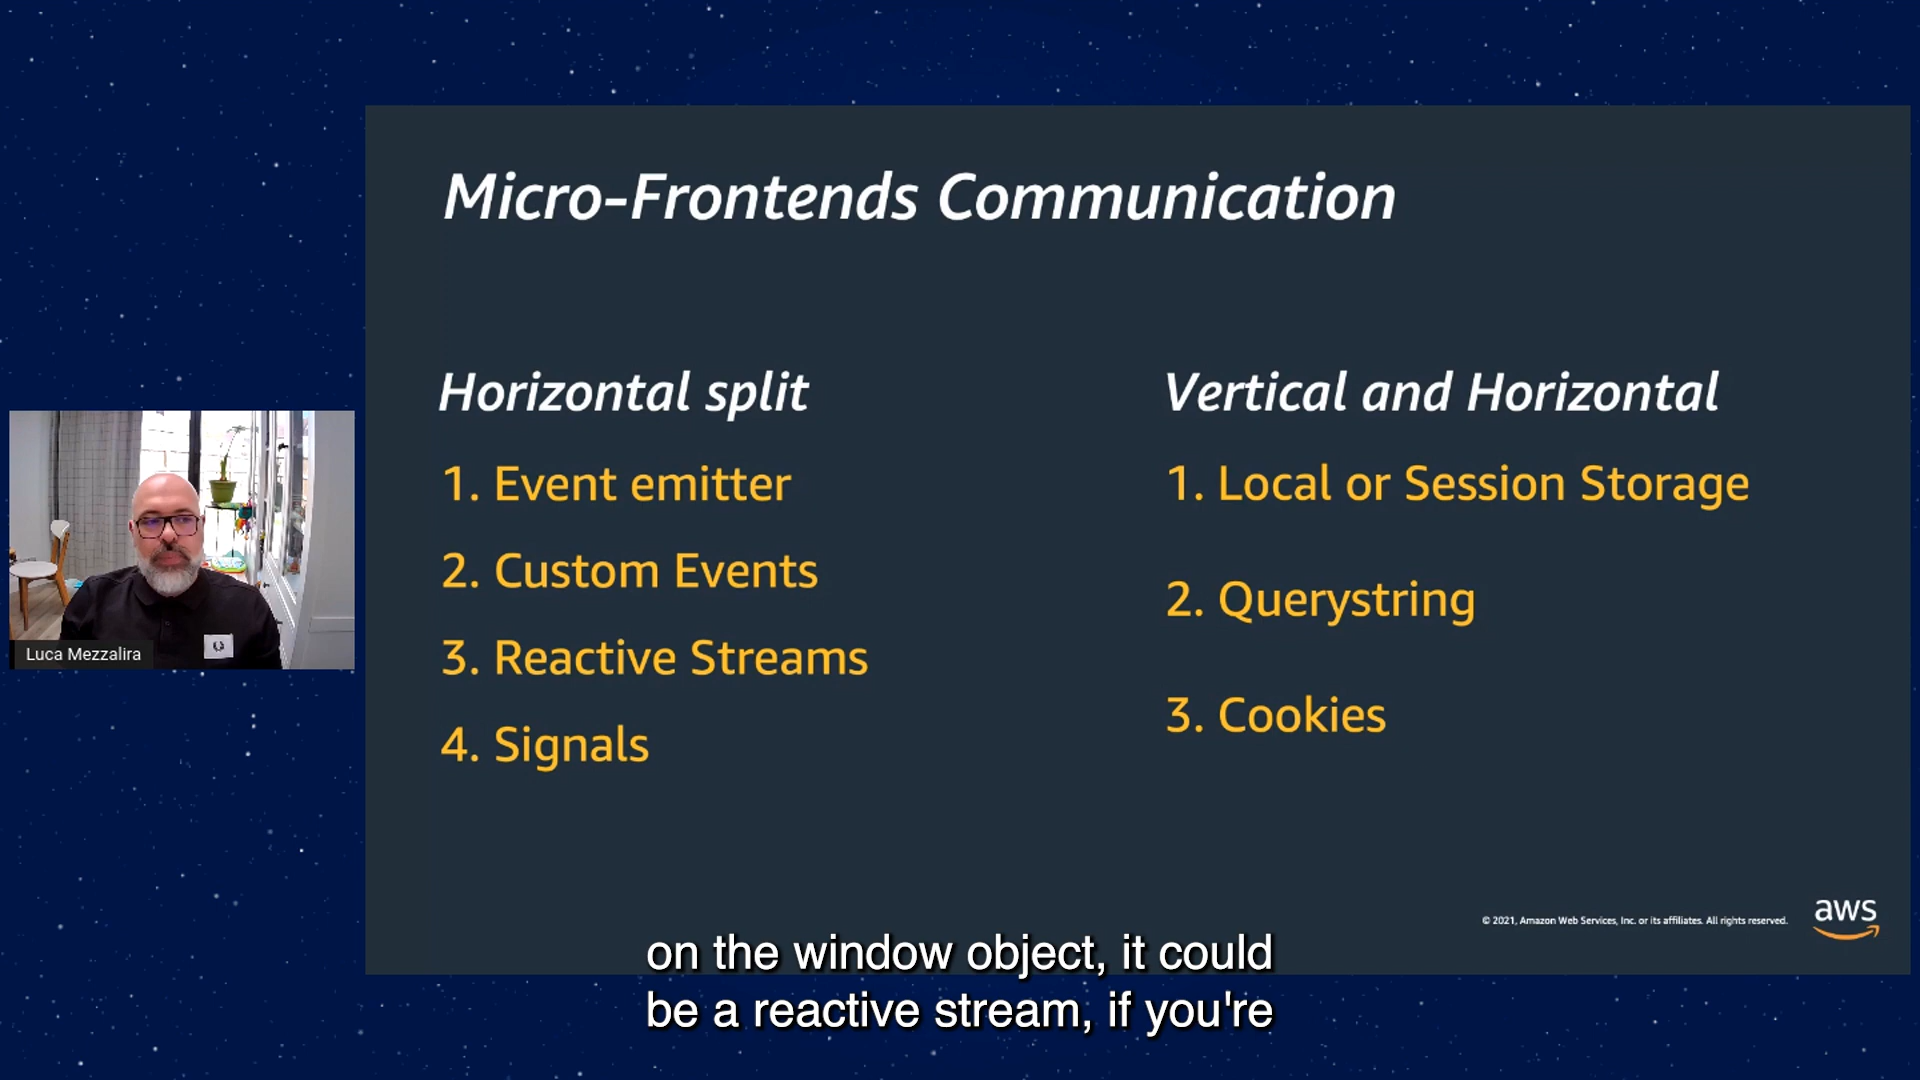 Micro-Frontends Communication
Horizontal split
1. Event emitter
2. Custom Events
3. Reactive Streams
4. Signals
Vertical and Horizontal
1. Local or Session Storage
2. Querystring
3. Cookies
Luca Mezzalira
© 2021, Amazon Web Services, Inc. or its affiliates. All rights reserved.
aws
on the window object, it could
be a reactive stream, if you're